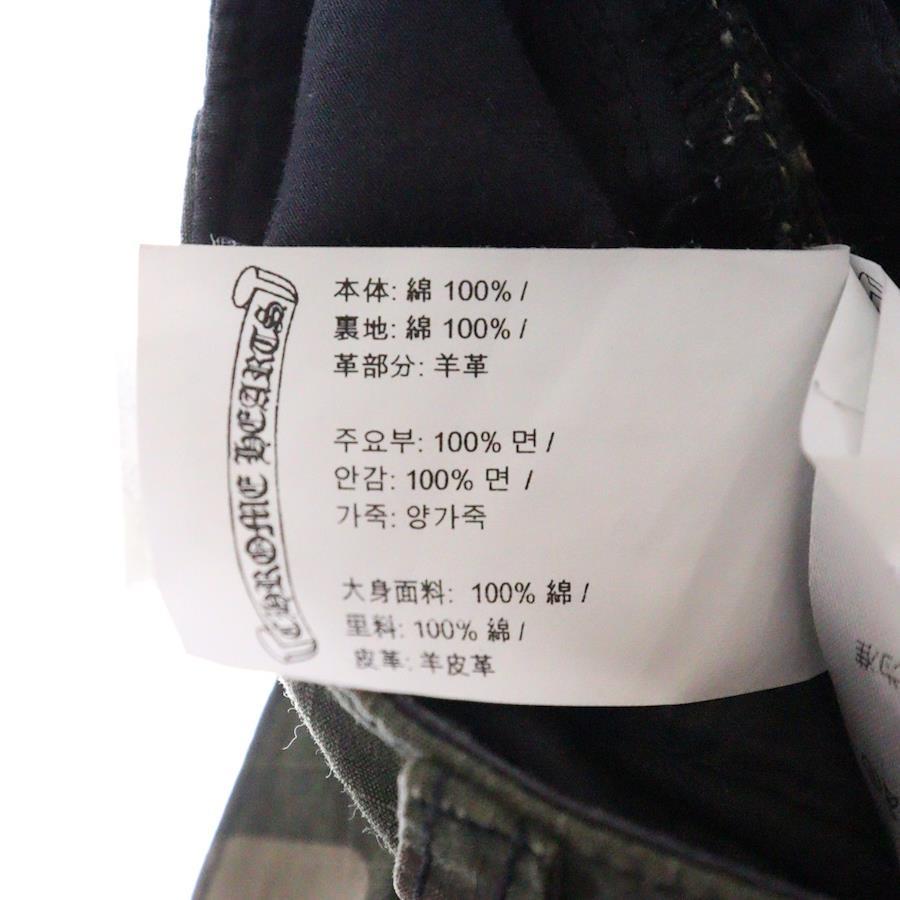 CHROME HEARTS
本体: 綿 100% /
裏地: 綿 100% /
革部分: 羊革
주요부: 100% 면 /
안감: 100% 면 /
가죽: 양가죽
大身面料: 100% 綿 /
里料: 100% 綿 /
皮革: 羊皮革